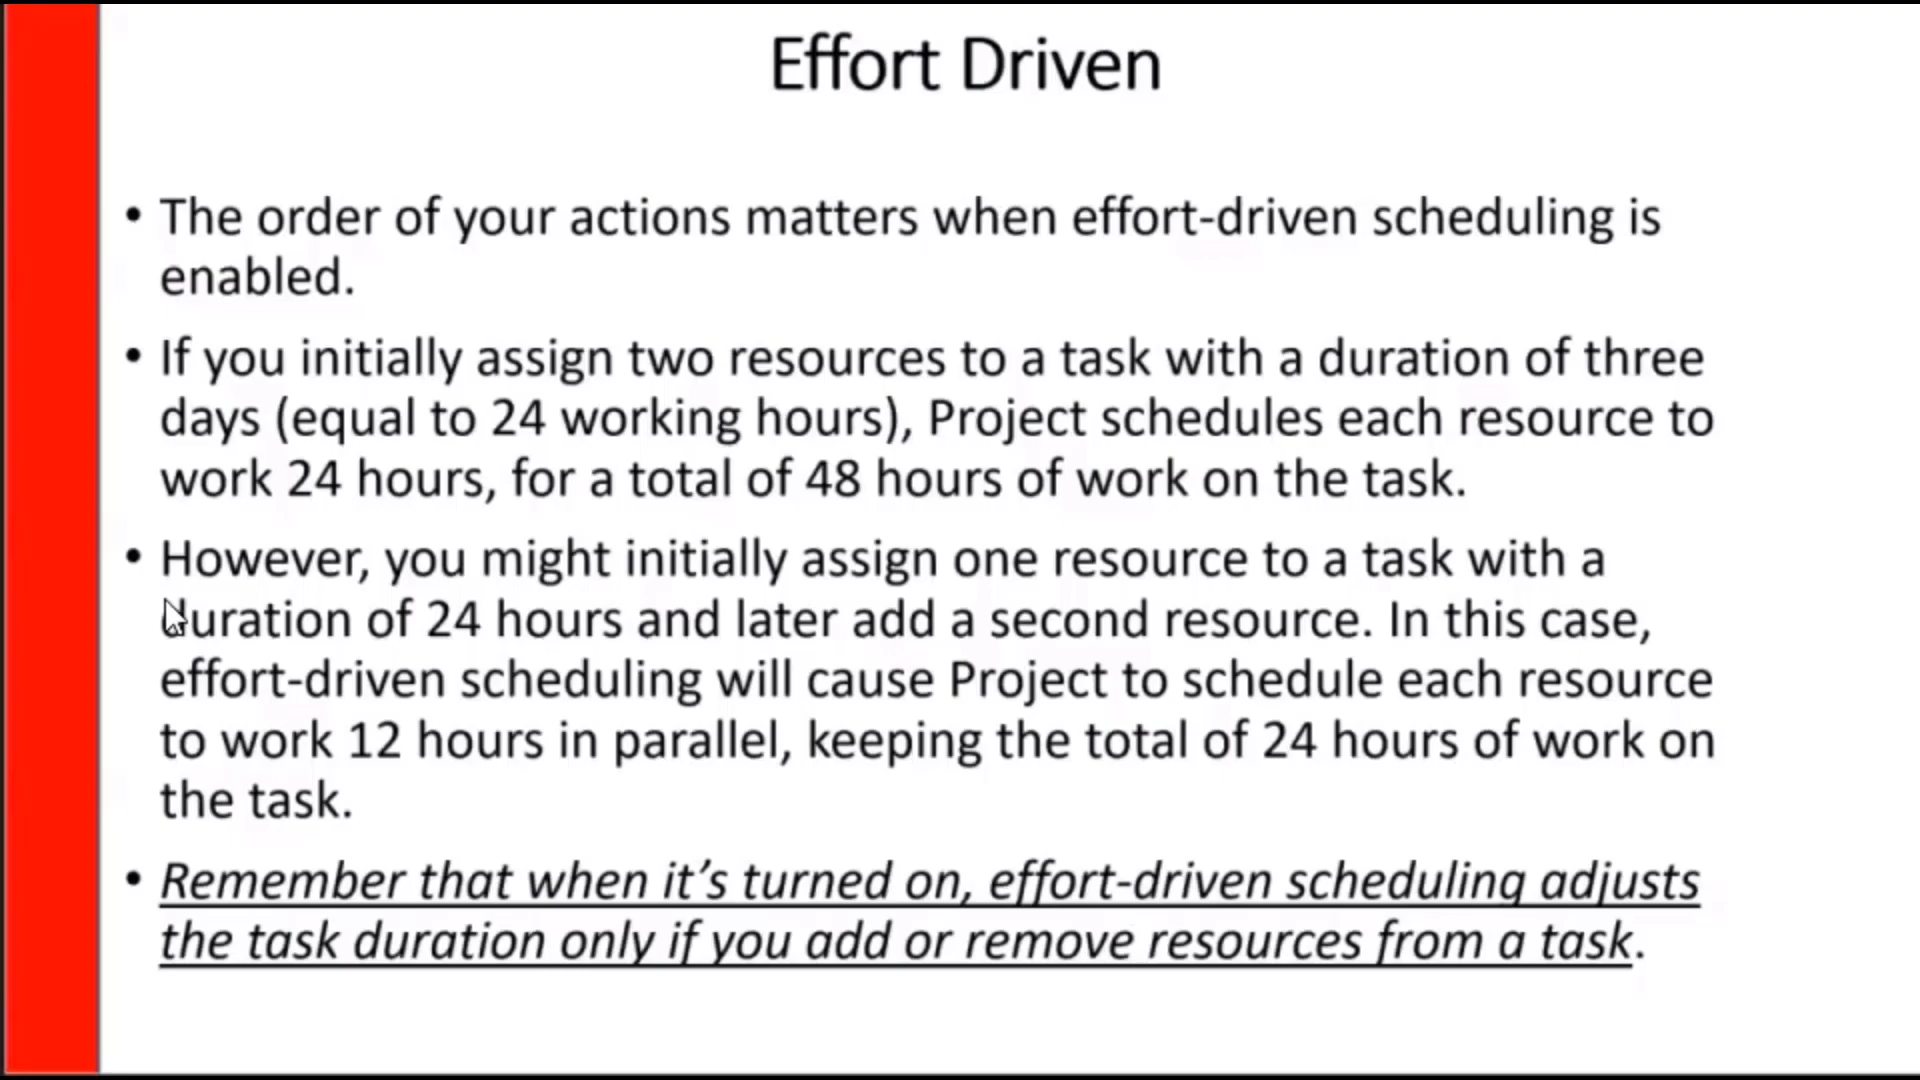 Effort Driven
• The order of your actions matters when effort-driven scheduling is
enabled.
• If you initially assign two resources to a task with a duration of three
days (equal to 24 working hours), Project schedules each resource to
work 24 hours, for a total of 48 hours of work on the task.
• However, you might initially assign one resource to a task with a
duration of 24 hours and later add a second resource. In this case,
effort-driven scheduling will cause Project to schedule each resource
to work 12 hours in parallel, keeping the total of 24 hours of work on
the task.
• Remember that when it’s turned on, effort-driven scheduling adjusts
the task duration only if you add or remove resources from a task.